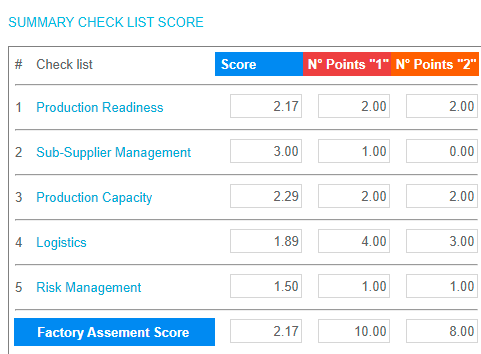 SUMMARY CHECK LIST SCORE
# Check list Score N° Points "1" N° Points "2"
1 Production Readiness 2.17 2.00 2.00
2 Sub-Supplier Management 3.00 1.00 0.00
3 Production Capacity 2.29 2.00 2.00
4 Logistics 1.89 4.00 3.00
5 Risk Management 1.50 1.00 1.00
Factory Assement Score 2.17 10.00 8.00